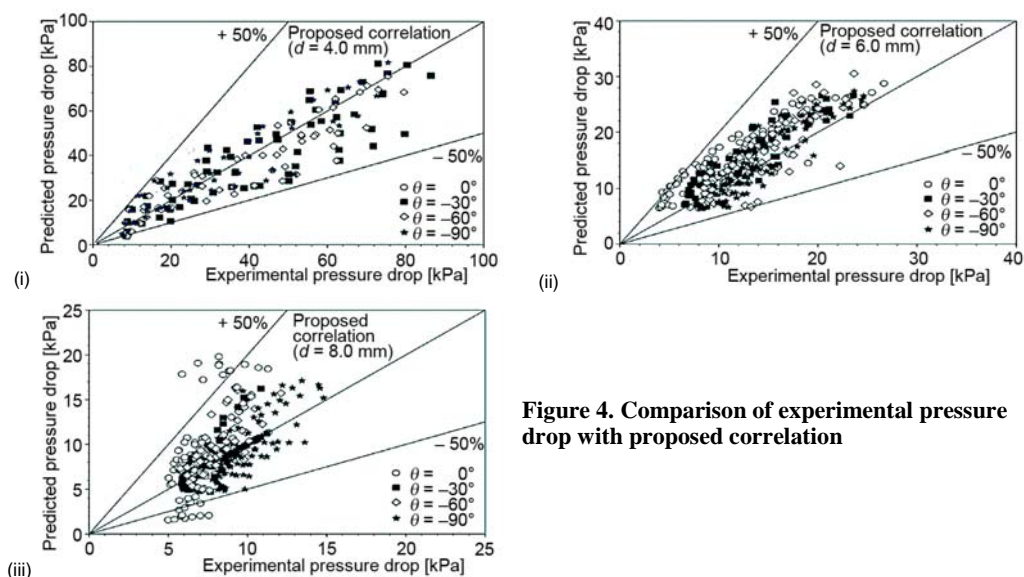 Predicted pressure drop [kPa]
100
80
60
40
20
0
+ 50%
Proposed correlation
(d = 4.0 mm)
– 50%
θ = 0°
θ = –30°
θ = –60°
θ = –90°
0 20 40 60 80 100
Experimental pressure drop [kPa]
(i)
Predicted pressure drop [kPa]
40
30
20
10
0
+ 50%
Proposed correlation
(d = 6.0 mm)
– 50%
θ = 0°
θ = –30°
θ = –60°
θ = –90°
0 10 20 30 40
Experimental pressure drop [kPa]
(ii)
Predicted pressure drop [kPa]
25
20
15
10
5
0
+ 50%
Proposed
correlation
(d = 8.0 mm)
– 50%
θ = 0°
θ = –30°
θ = –60°
θ = –90°
0 5 10 15 20 25
Experimental pressure drop [kPa]
(iii)
Figure 4. Comparison of experimental pressure
drop with proposed correlation